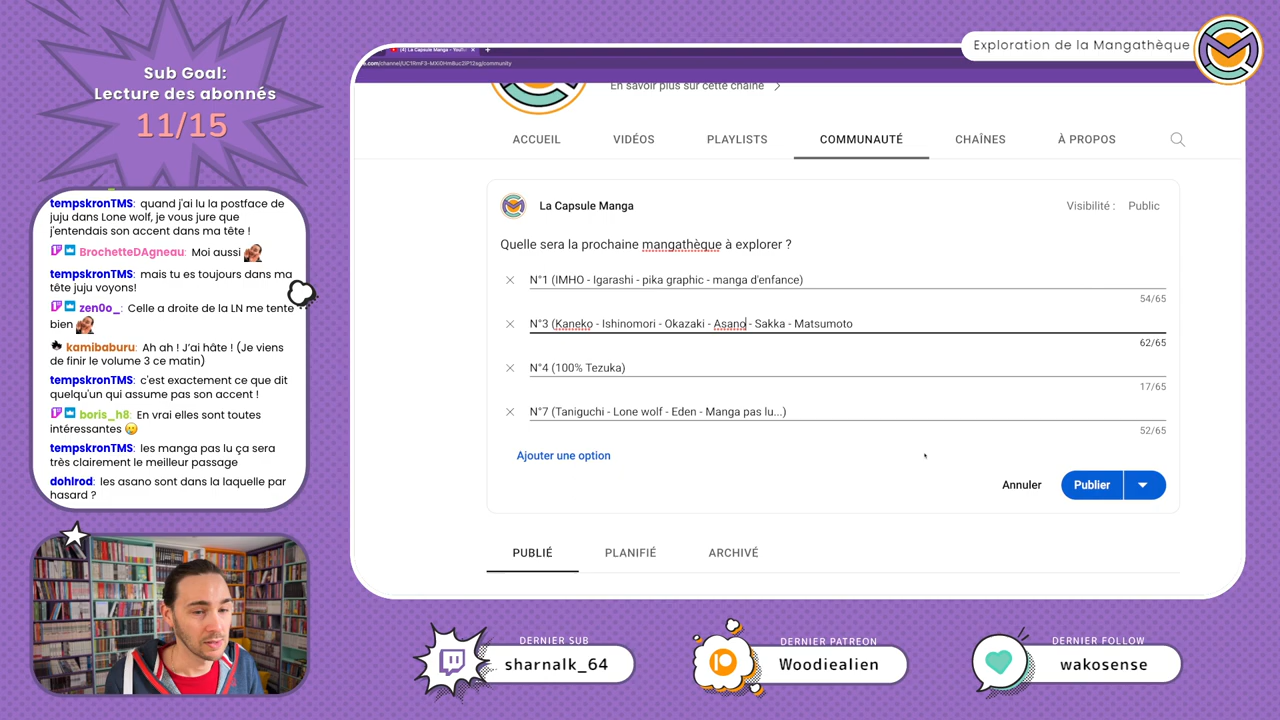 Sub Goal:
Lecture des abonnés
11/15
tempskronTMS: quand j'ai lu la postface de
juju dans Lone wolf, je vous jure que
j'entendais son accent dans ma tête !
BrochetteDAgneau: Moi aussi
tempskronTMS: mais tu es toujours dans ma
tête juju voyons!
zen0o_: Celle a droite de la LN me tente
bien
kamibaburu: Ah ah ! J'ai hâte ! (Je viens
de finir le volume 3 ce matin)
tempskronTMS: c'est exactement ce que dit
quelqu'un qui assume pas son accent !
boris_h8: En vrai elles sont toutes
intéressantes
tempskronTMS: les manga pas lu ça sera
très clairement le meilleur passage
dohlrod: les asano sont dans la laquelle par
hasard ?
Exploration de la Mangathèque
En savoir plus sur cette chaîne
ACCUEIL
VIDÉOS
PLAYLISTS
COMMUNAUTÉ
CHAÎNES
À PROPOS
La Capsule Manga
Visibilité : Public
Quelle sera la prochaine mangathèque à explorer ?
N°1 (IMHO - Igarashi - pika graphic - manga d'enfance)
54/65
N°3 (Kaneko - Ishinomori - Okazaki - Asano - Sakka - Matsumoto
62/65
N°4 (100% Tezuka)
17/65
N°7 (Taniguchi - Lone wolf - Eden - Manga pas lu...)
52/65
Ajouter une option
Annuler
Publier
PUBLIÉ
PLANIFIÉ
ARCHIVÉ
DERNIER SUB
sharnalk_64
DERNIER PATREON
Woodiealien
DERNIER FOLLOW
wakosense